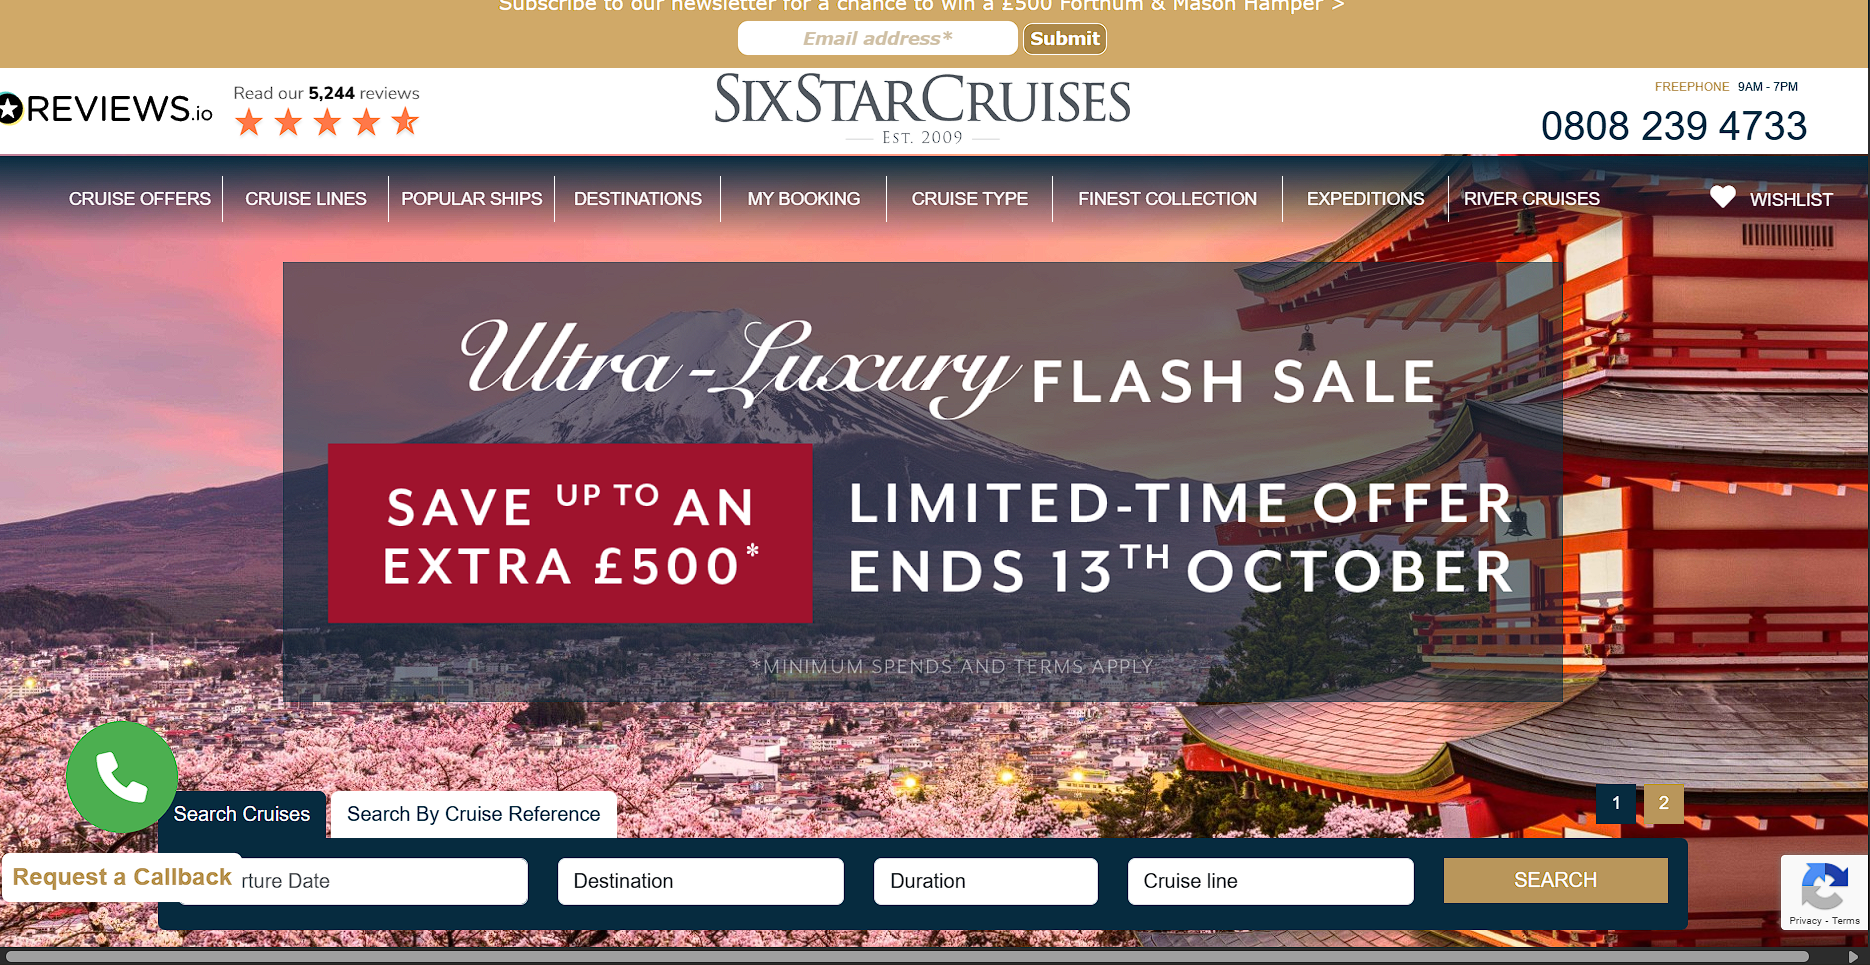 Subscribe to our newsletter for a chance to win a £500 Fortnum & Mason Hamper >
Email address*
Submit
REVIEWS.io
Read our 5,244 reviews
SIXSTARCRUISES
EST. 2009
FREEPHONE 9AM - 7PM
0808 239 4733
CRUISE OFFERS
CRUISE LINES
POPULAR SHIPS
DESTINATIONS
MY BOOKING
CRUISE TYPE
FINEST COLLECTION
EXPEDITIONS
RIVER CRUISES
WISHLIST
Ultra-Luxury FLASH SALE
SAVE UP TO AN
EXTRA £500*
LIMITED-TIME OFFER
ENDS 13TH OCTOBER
*MINIMUM SPENDS AND TERMS APPLY
Search Cruises
Search By Cruise Reference
1
2
Request a Callback
rture Date
Destination
Duration
Cruise line
SEARCH
Privacy - Terms